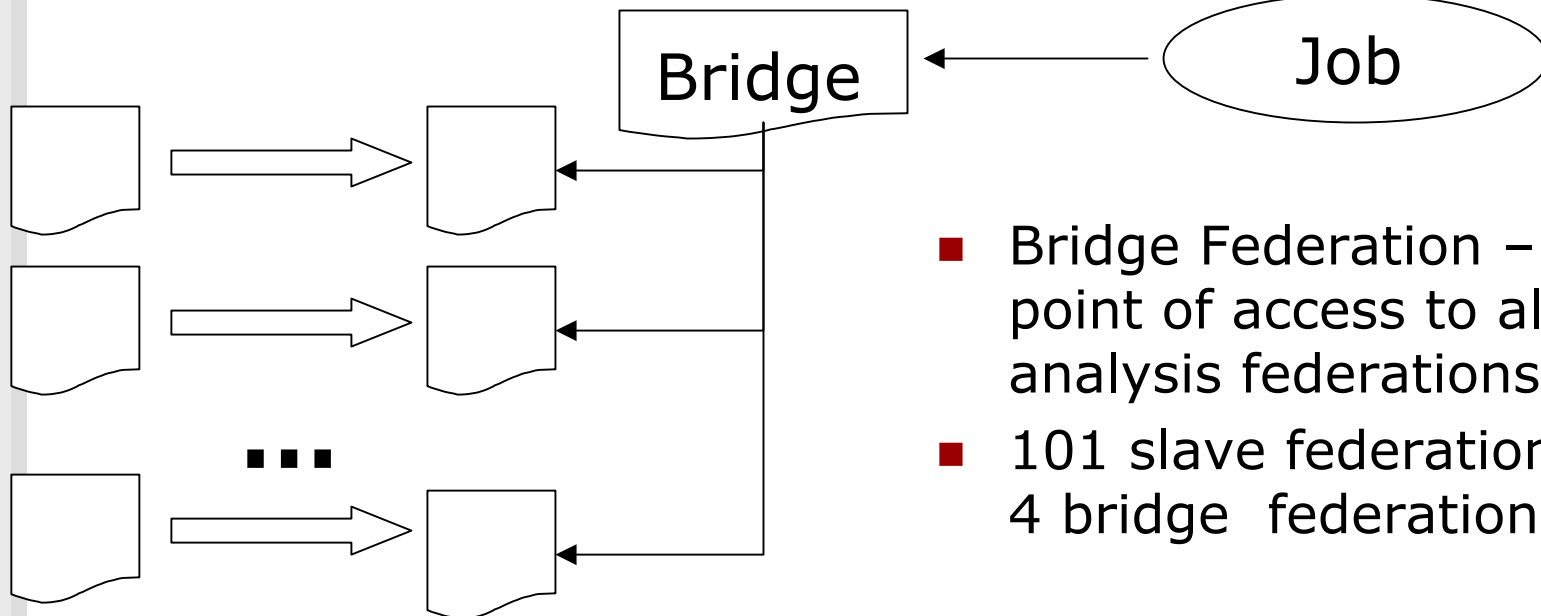 Bridge
Job
■ Bridge Federation –
point of access to al
analysis federations
■ 101 slave federation
4 bridge federation
...